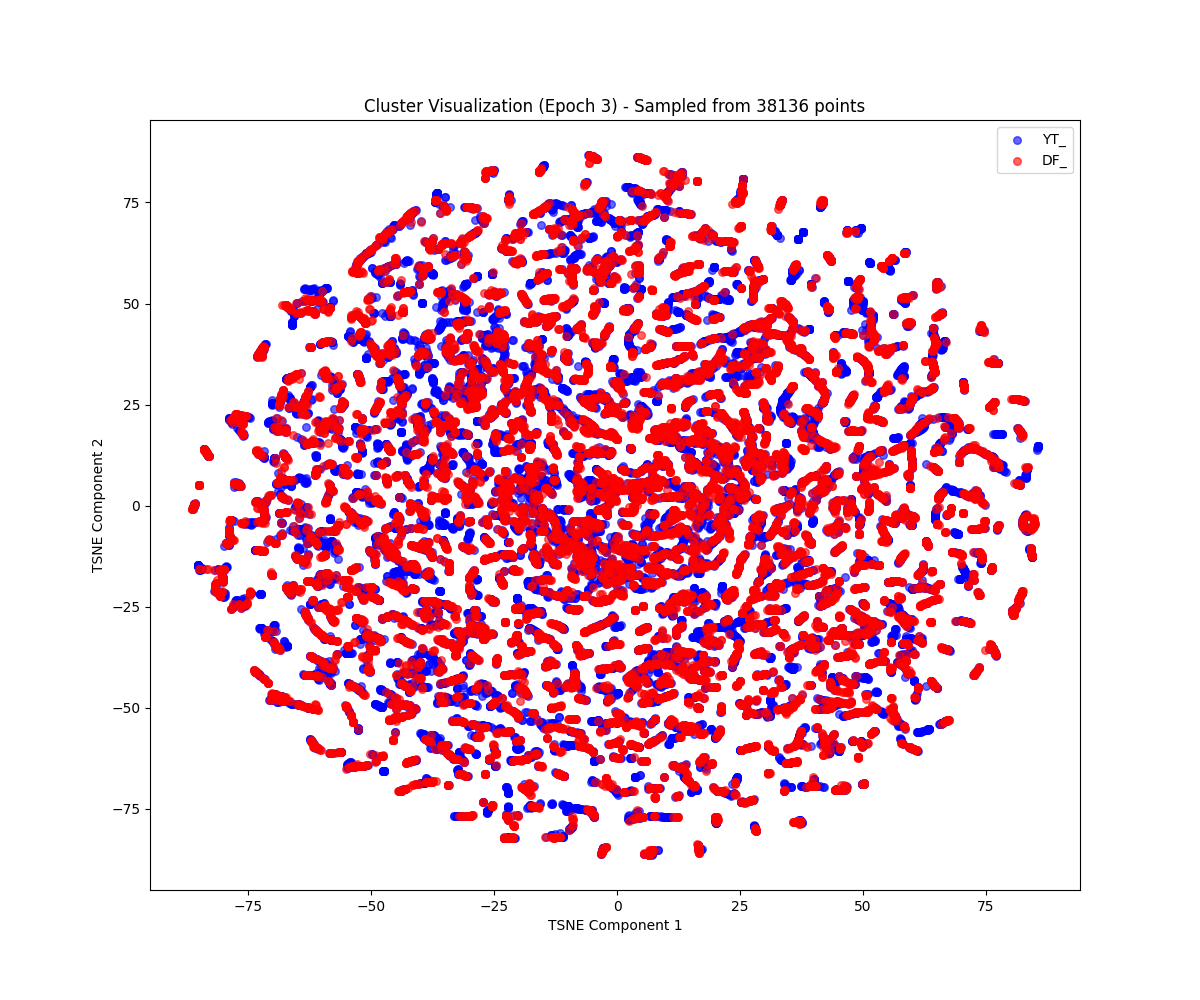 Cluster Visualization (Epoch 3) - Sampled from 38136 points
YT_
DF_
75
50
25
0
−25
−50
−75
TSNE Component 2
−75
−50
−25
0
25
50
75
TSNE Component 1